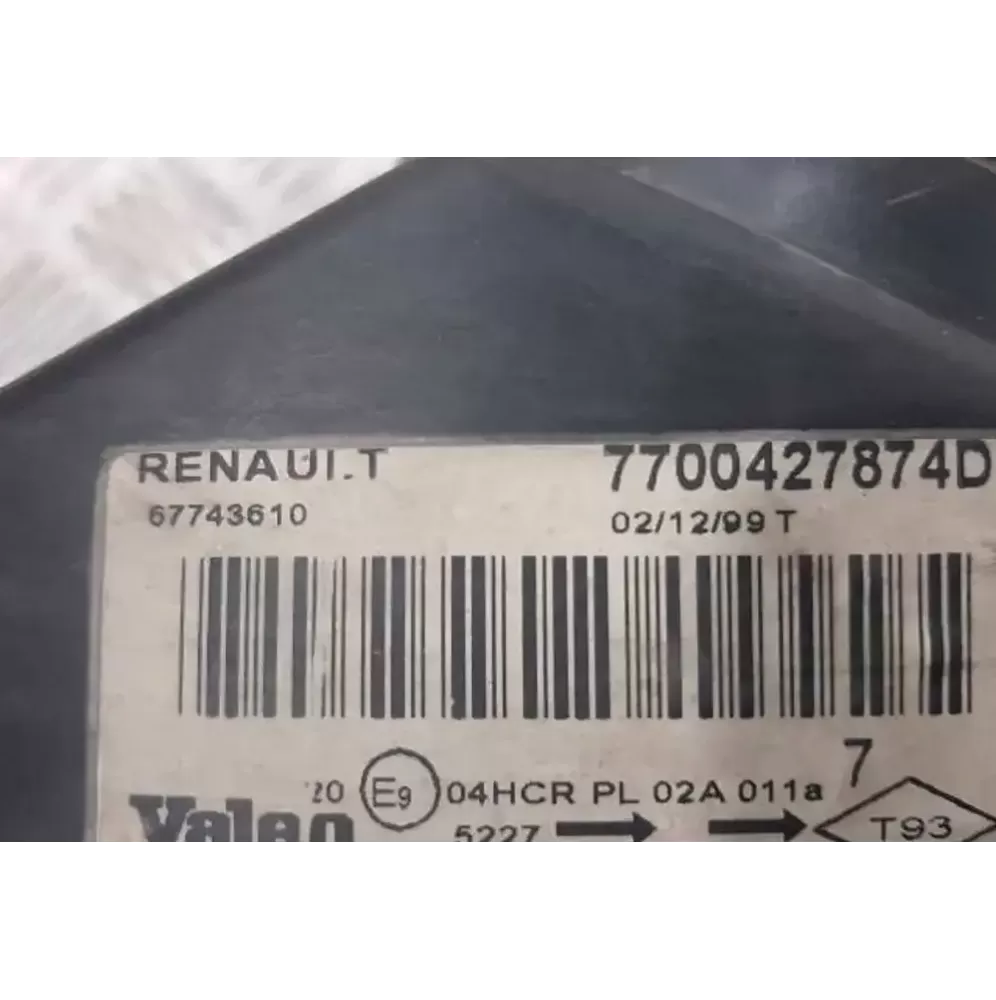 RENAULT 7700427874D
67743610 02/12/99 T
7
20 E9 04HCR PL 02A 011a
Valeo 5227 T93